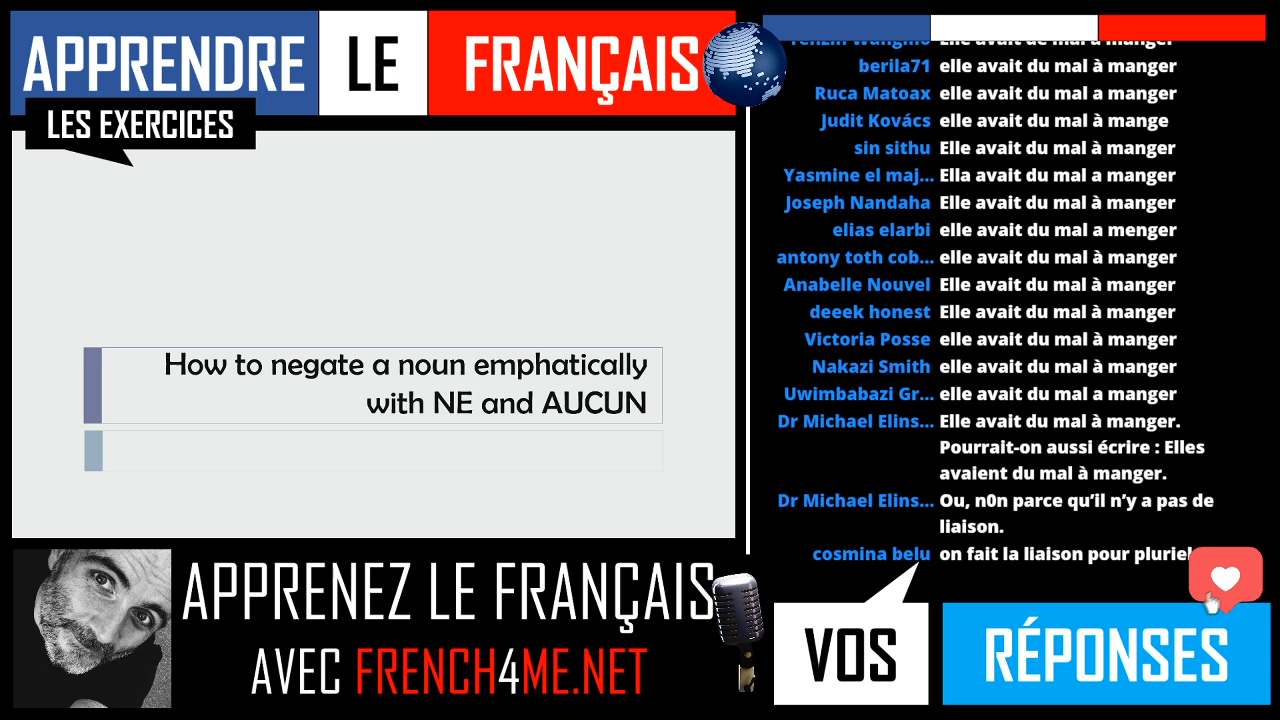 APPRENDRE LE FRANÇAIS
LES EXERCICES
How to negate a noun emphatically
with NE and AUCUN
APPRENEZ LE FRANÇAIS
AVEC FRENCH4ME.NET
berila71 elle avait du mal à manger
Ruca Matoax elle avait du mal a manger
Judit Kovács elle avait du mal à mange
sin sithu Elle avait du mal à manger
Yasmine el maj... Ella avait du mal a manger
Joseph Nandaha Elle avait du mal à manger
elias elarbi elle avait du mal a menger
antony toth cob... elle avait du mal à manger
Anabelle Nouvel Elle avait du mal à manger
deeek honest Elle avait du mal à manger
Victoria Posse elle avait du mal à manger
Nakazi Smith elle avait du mal à manger
Uwimbabazi Gr... elle avait du mal a manger
Dr Michael Elins... Elle avait du mal à manger.
Pourrait-on aussi écrire : Elles
avaient du mal à manger.
Dr Michael Elins... Ou, n0n parce qu’il n’y a pas de
liaison.
cosmina belu on fait la liaison pour pluriel
VOS RÉPONSES